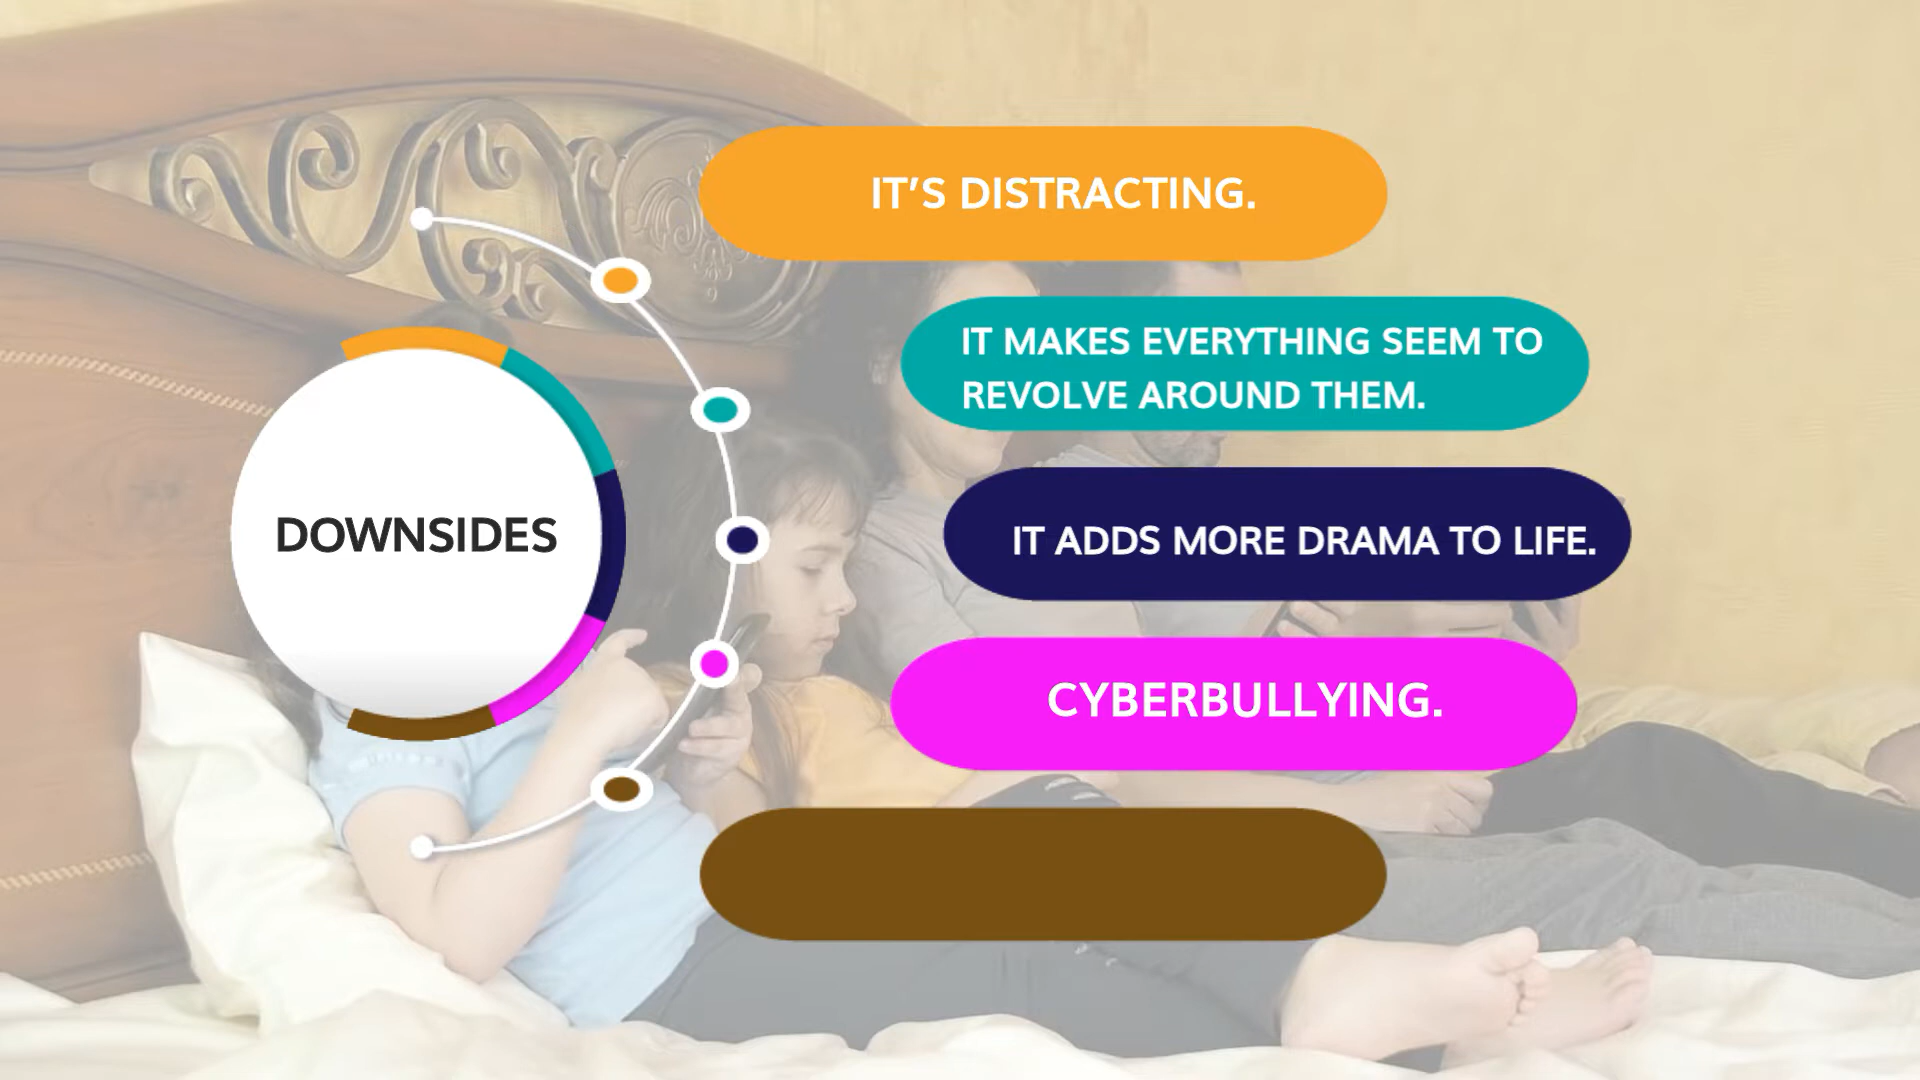 DOWNSIDES
IT'S DISTRACTING.
IT MAKES EVERYTHING SEEM TO
REVOLVE AROUND THEM.
IT ADDS MORE DRAMA TO LIFE.
CYBERBULLYING.